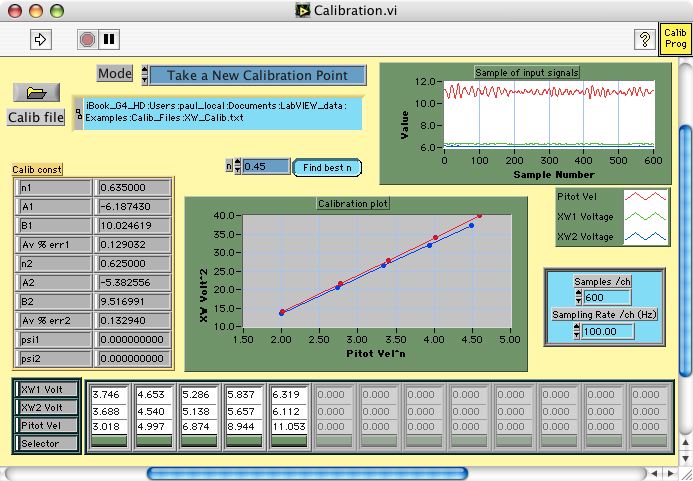 Calibration.vi
?
Calib
Prog
Mode
Take a New Calibration Point
Calib file
iBook_G4_HD:Users:paul_local:Documents:LabVIEW_data:
Examples:Calib_Files:XW_Calib.txt
n
0.45
Find best n
Sample of input signals
Value
12.0
10.0
8.0
6.0
0 100 200 300 400 500 600
Sample Number
Pitot Vel
XW1 Voltage
XW2 Voltage
Calib const
n1 0.635000
A1 -6.187430
B1 10.024619
Av % err1 0.129032
n2 0.625000
A2 -5.382556
B2 9.516991
Av % err2 0.132940
psi1 0.000000000
psi2 0.000000000
Calibration plot
XW Volt^2
40.0
35.0
30.0
25.0
20.0
15.0
10.0
1.50 2.00 2.50 3.00 3.50 4.00 4.50 5.00
Pitot Vel^n
Samples /ch
600
Sampling Rate /ch (Hz)
100.00
XW1 Volt 3.746 4.653 5.286 5.837 6.319 0.000 0.000 0.000 0.000 0.000 0.000 0.000 0.000
XW2 Volt 3.688 4.540 5.138 5.657 6.112 0.000 0.000 0.000 0.000 0.000 0.000 0.000 0.000
Pitot Vel 3.018 4.997 6.874 8.944 11.053 0.000 0.000 0.000 0.000 0.000 0.000 0.000 0.000
Selector